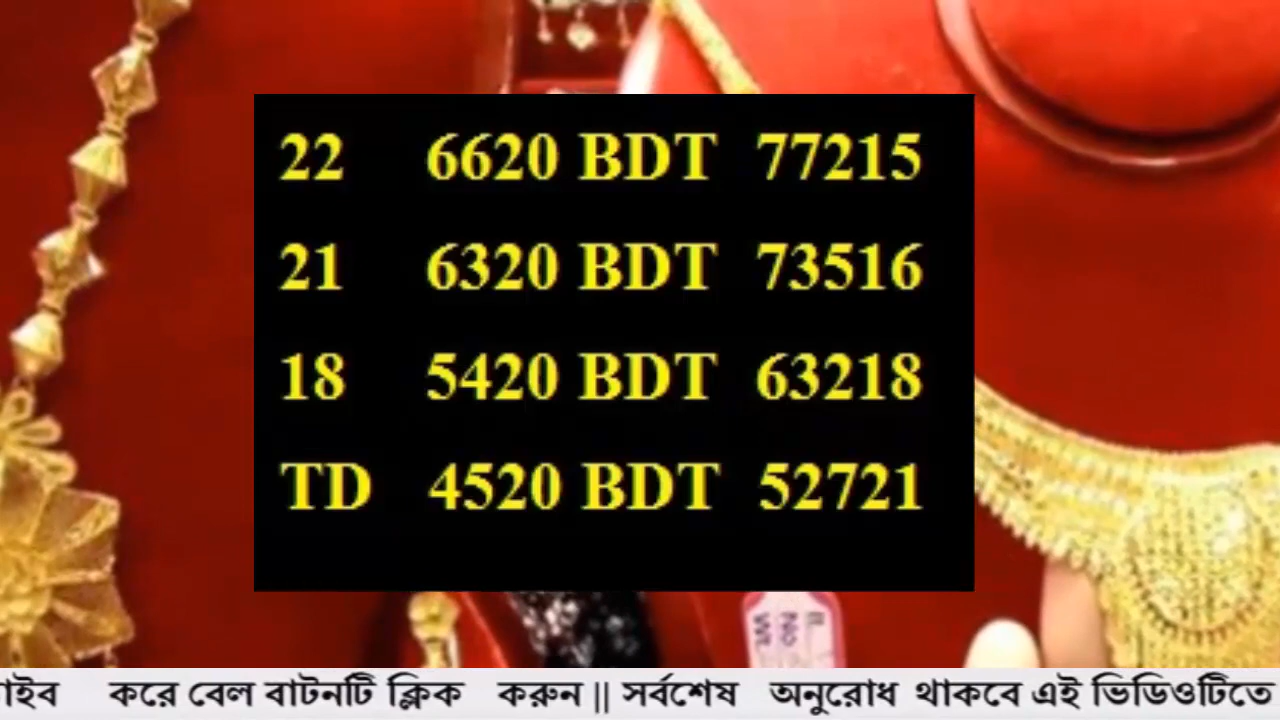 22 6620 BDT 77215
21 6320 BDT 73516
18 5420 BDT 63218
TD 4520 BDT 52721
করে বেল বাটনটি ক্লিক করুন || সর্বশেষ অনুরোধ থাকবে এই ভিডিওটিতে